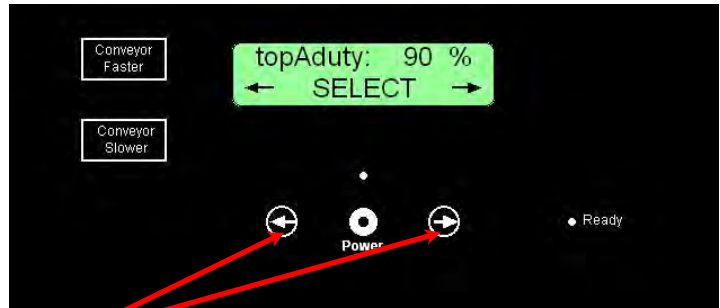 Conveyor
Faster
topAduty: 90 %
← SELECT →
Conveyor
Slower
Ready
Power